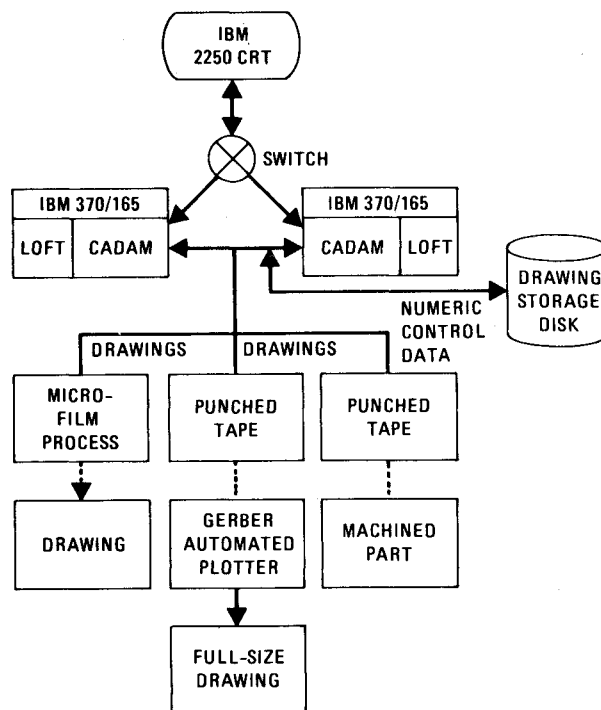 IBM
2250 CRT
SWITCH
IBM 370/165
LOFT
CADAM
IBM 370/165
CADAM
LOFT
DRAWING
STORAGE
DISK
NUMERIC
CONTROL
DATA
DRAWINGS
DRAWINGS
MICRO-
FILM
PROCESS
PUNCHED
TAPE
PUNCHED
TAPE
DRAWING
GERBER
AUTOMATED
PLOTTER
MACHINED
PART
FULL-SIZE
DRAWING